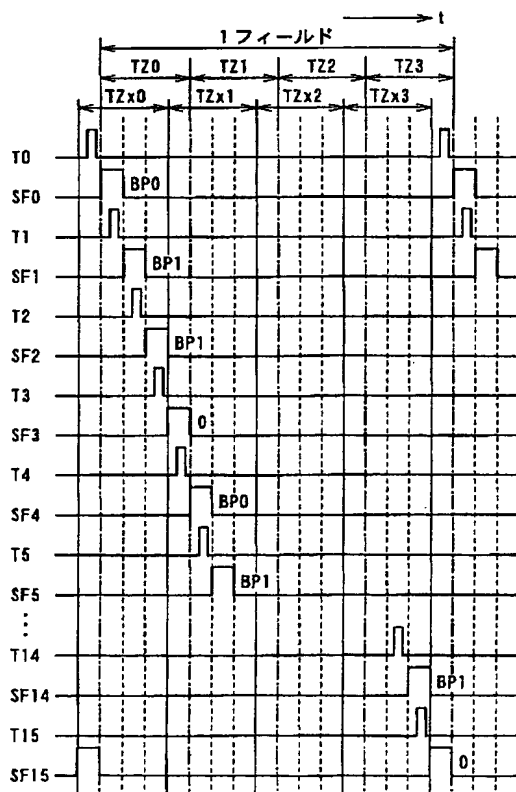 t
1フィールド
TZ0 TZ1 TZ2 TZ3
TZx0 TZx1 TZx2 TZx3
T0
SF0 BP0
T1
SF1 BP1
T2
SF2 BP1
T3
SF3 0
T4
SF4 BP0
T5
SF5 BP1
⋮
T14
SF14 BP1
T15
SF15 0